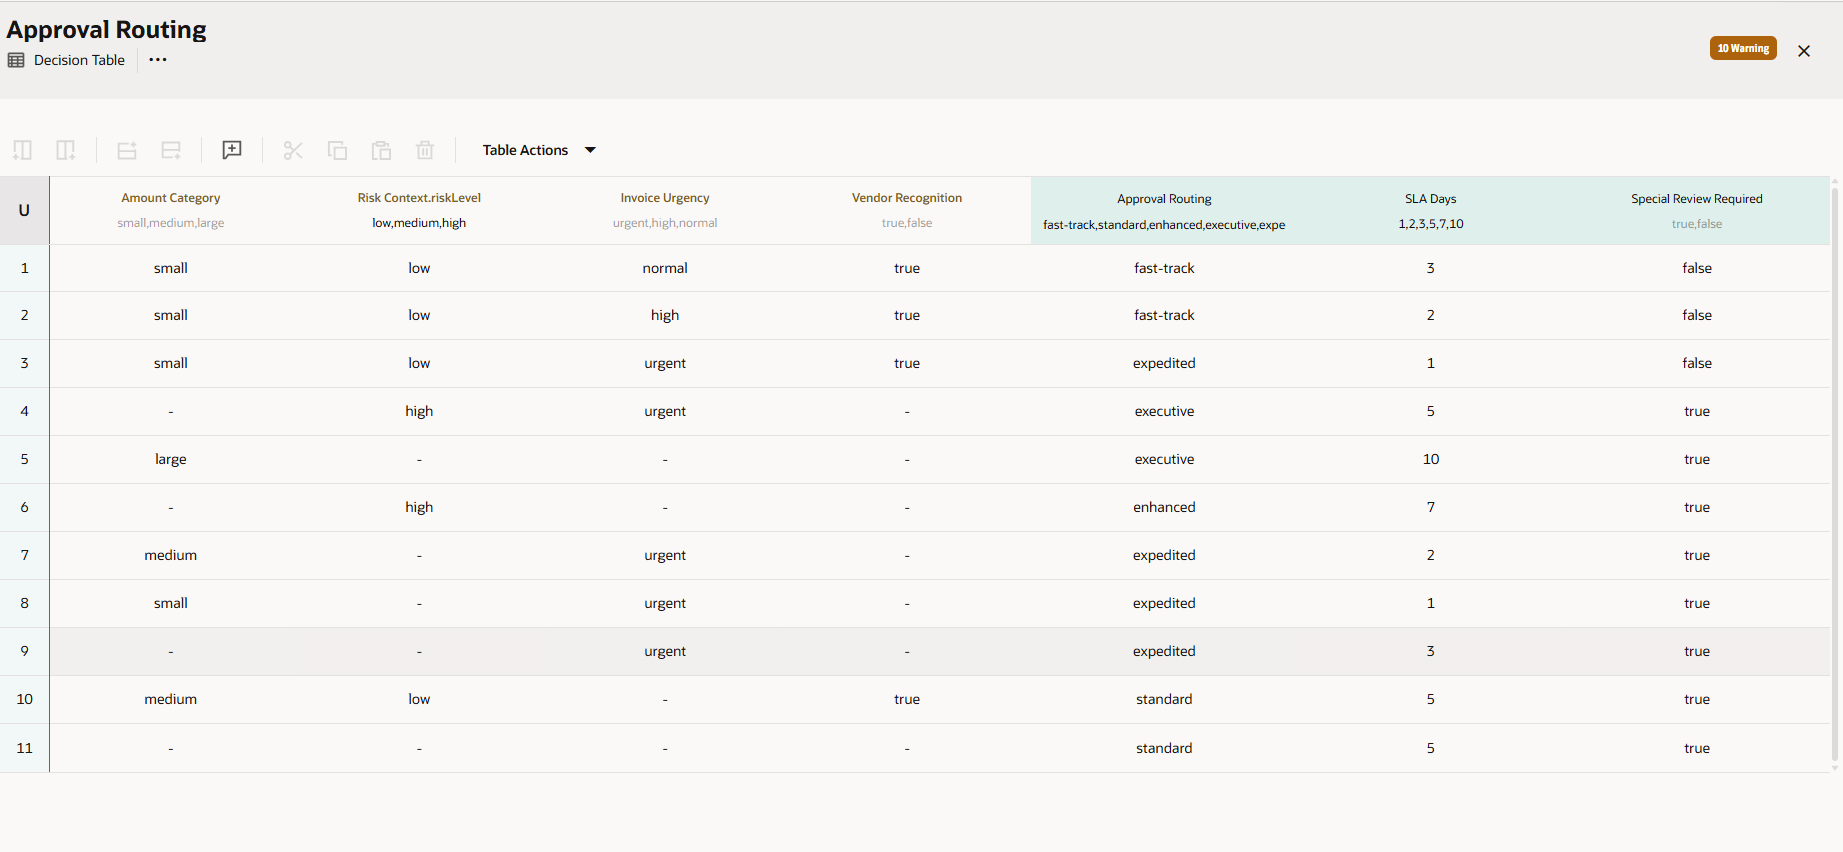 Approval Routing
Decision Table
10 Warning
Table Actions
U Amount Category Risk Context.riskLevel Invoice Urgency Vendor Recognition Approval Routing SLA Days Special Review Required
small,medium,large low,medium,high urgent,high,normal true,false fast-track,standard,enhanced,executive,expe 1,2,3,5,7,10 true,false
1 small low normal true fast-track 3 false
2 small low high true fast-track 2 false
3 small low urgent true expedited 1 false
4 - high urgent - executive 5 true
5 large - - - executive 10 true
6 - high - - enhanced 7 true
7 medium - urgent - expedited 2 true
8 small - urgent - expedited 1 true
9 - - urgent - expedited 3 true
10 medium low - true standard 5 true
11 - - - - standard 5 true